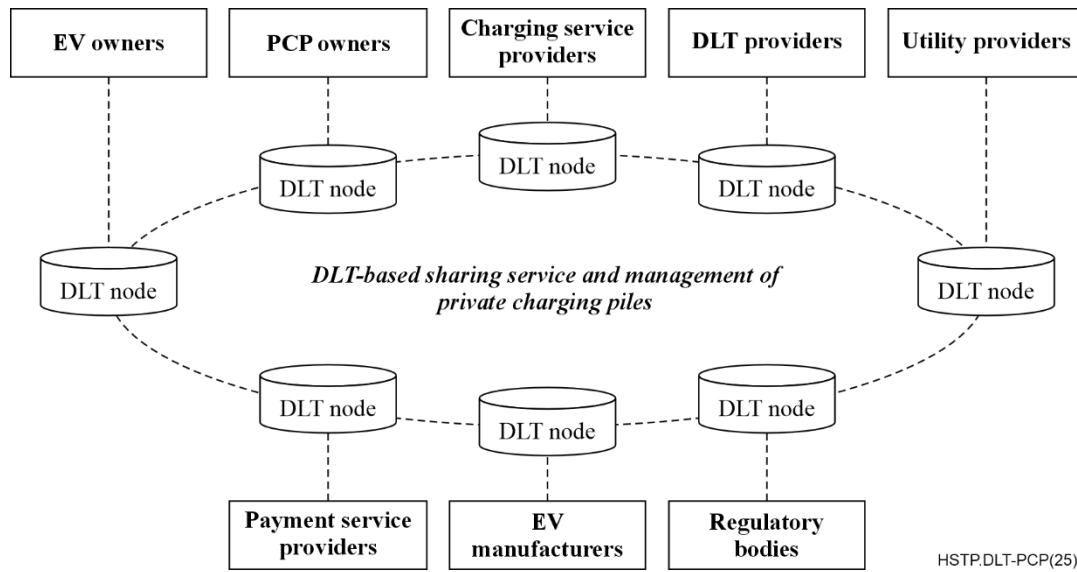 EV owners
PCP owners
Charging service
providers
DLT providers
Utility providers
DLT node
DLT node
DLT node
DLT node
DLT node
DLT-based sharing service and management of
private charging piles
DLT node
DLT node
DLT node
Payment service
providers
EV
manufacturers
Regulatory
bodies
HSTP.DLT-PCP(25)